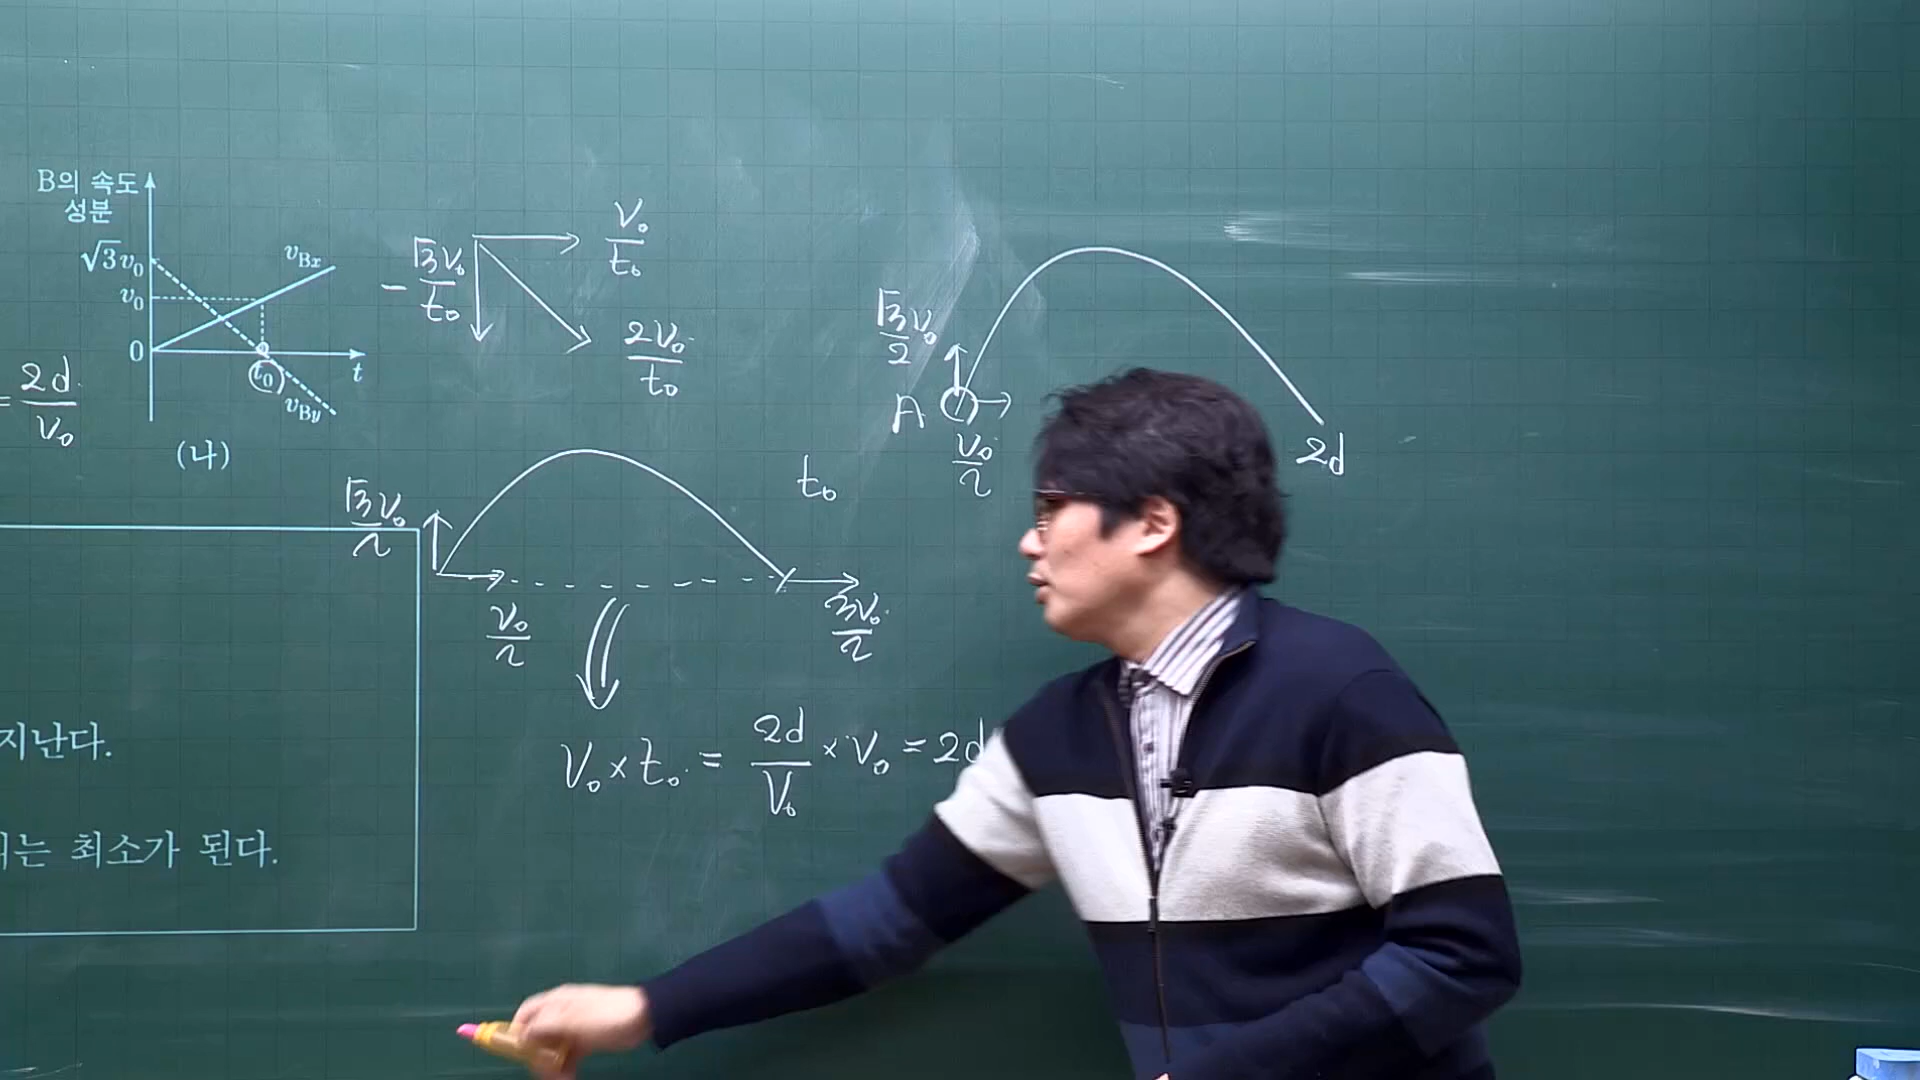 B의 속도
성분
√3v₀
v₀
0
v_Bx
t₀
t
v_By
(나)
= 2d/v₀
-√3v₀/t₀
v₀/t₀
2v₀/t₀
√3v₀/2
v₀/2
3v₀/2
t₀
A
√3v₀/2
v₀/2
2d
v₀×t₀ = 2d/v₀ × v₀ = 2d
지난다.
는 최소가 된다.